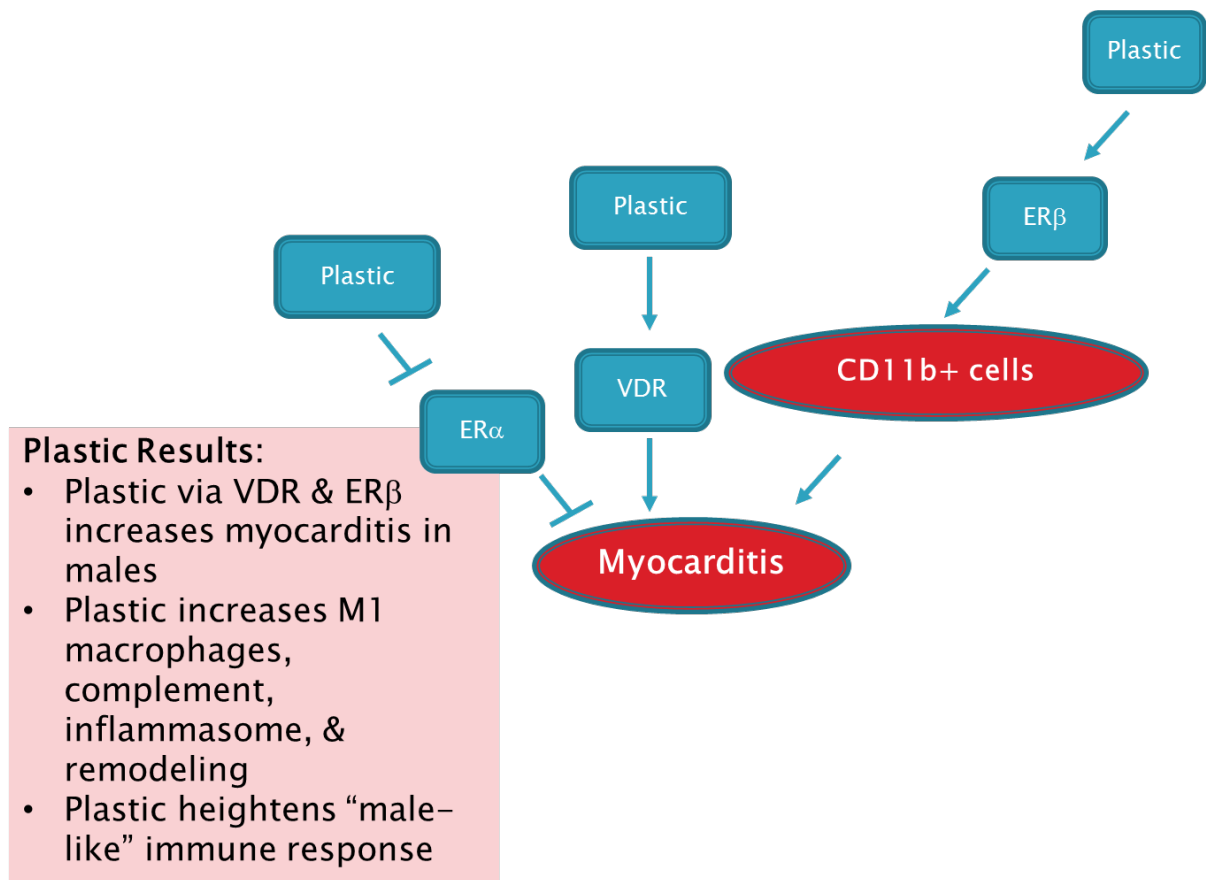 Plastic
Plastic
Plastic
ERβ
CD11b+ cells
VDR
ERα
Myocarditis
Plastic Results:
• Plastic via VDR & ERβ
increases myocarditis in
males
• Plastic increases M1
macrophages,
complement,
inflammasome, &
remodeling
• Plastic heightens “male-
like” immune response